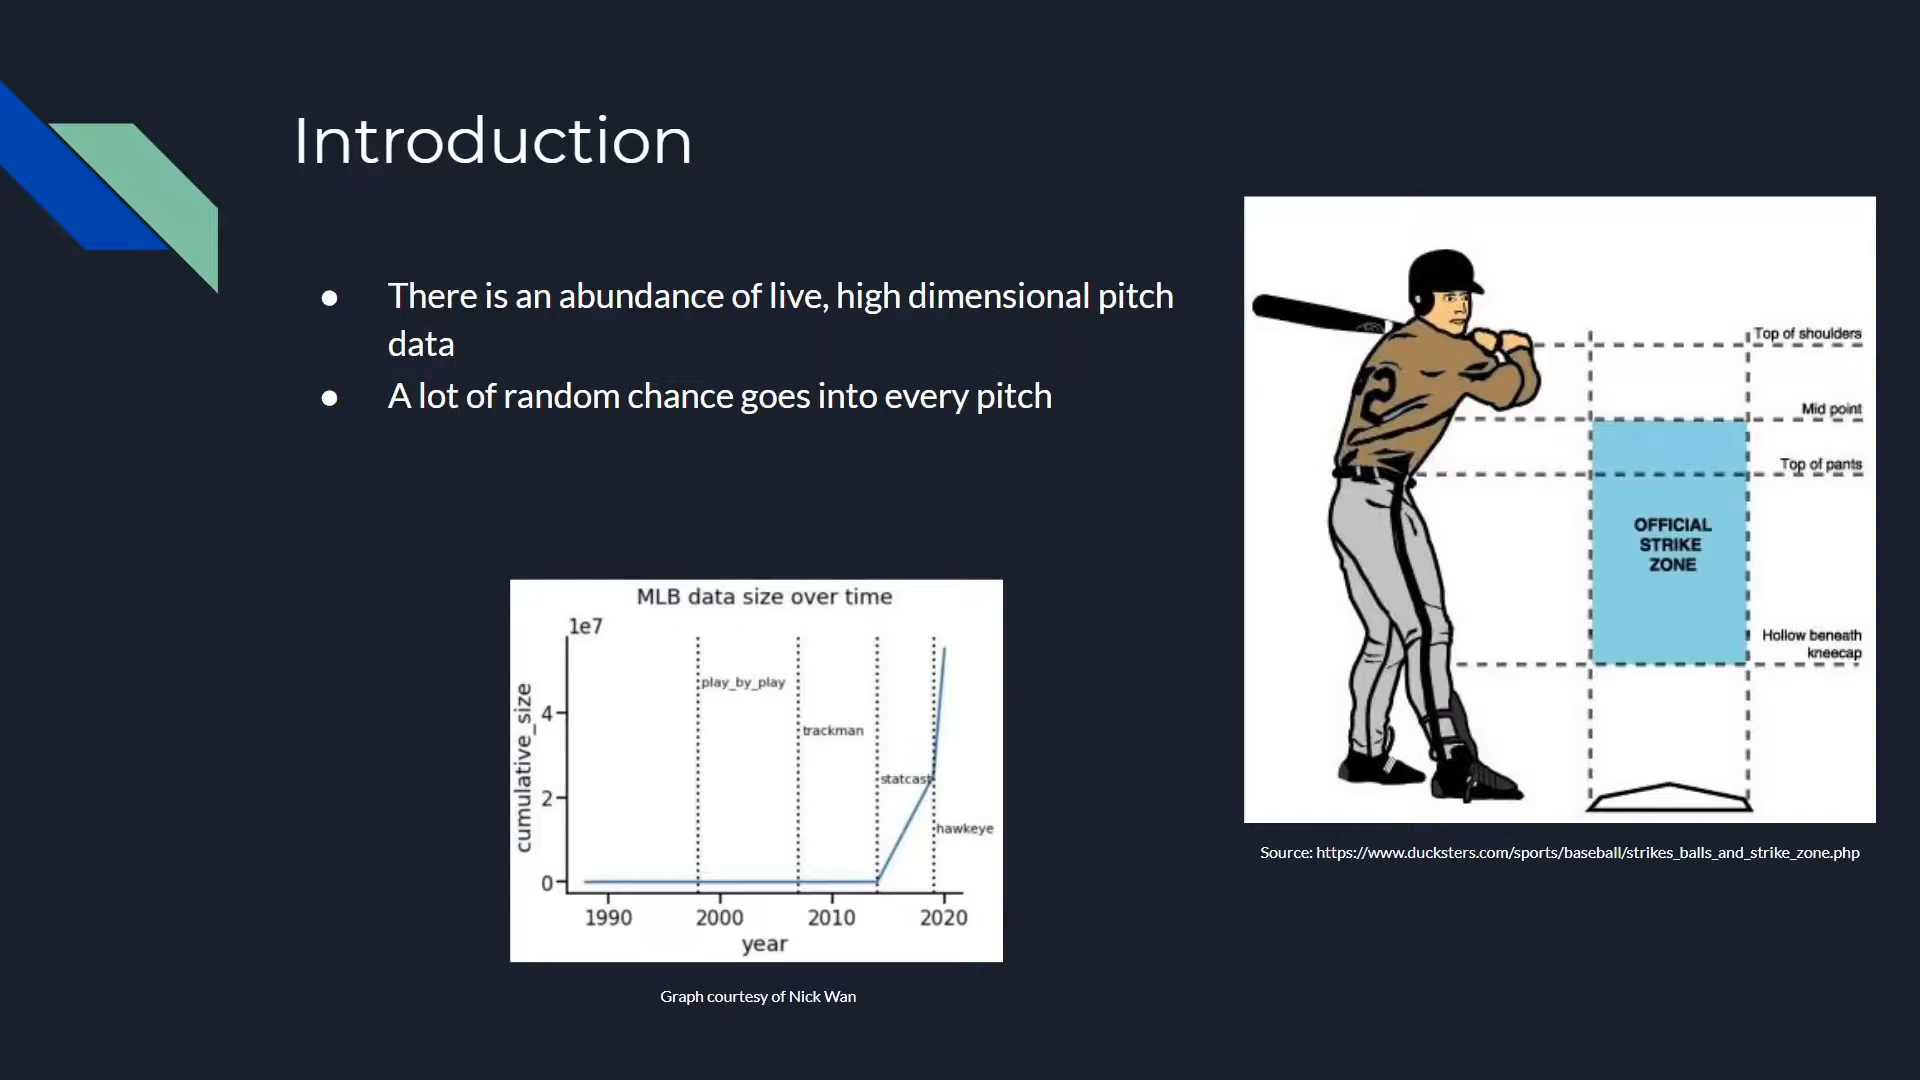 Introduction
● There is an abundance of live, high dimensional pitch
data
● A lot of random chance goes into every pitch
MLB data size over time
1e7
cumulative_size
4
2
0
play_by_play
trackman
statcast
hawkeye
1990 2000 2010 2020
year
Graph courtesy of Nick Wan
12
Top of shoulders
Mid point
Top of pants
OFFICIAL
STRIKE
ZONE
Hollow beneath
kneecap
Source: https://www.ducksters.com/sports/baseball/strikes_balls_and_strike_zone.php